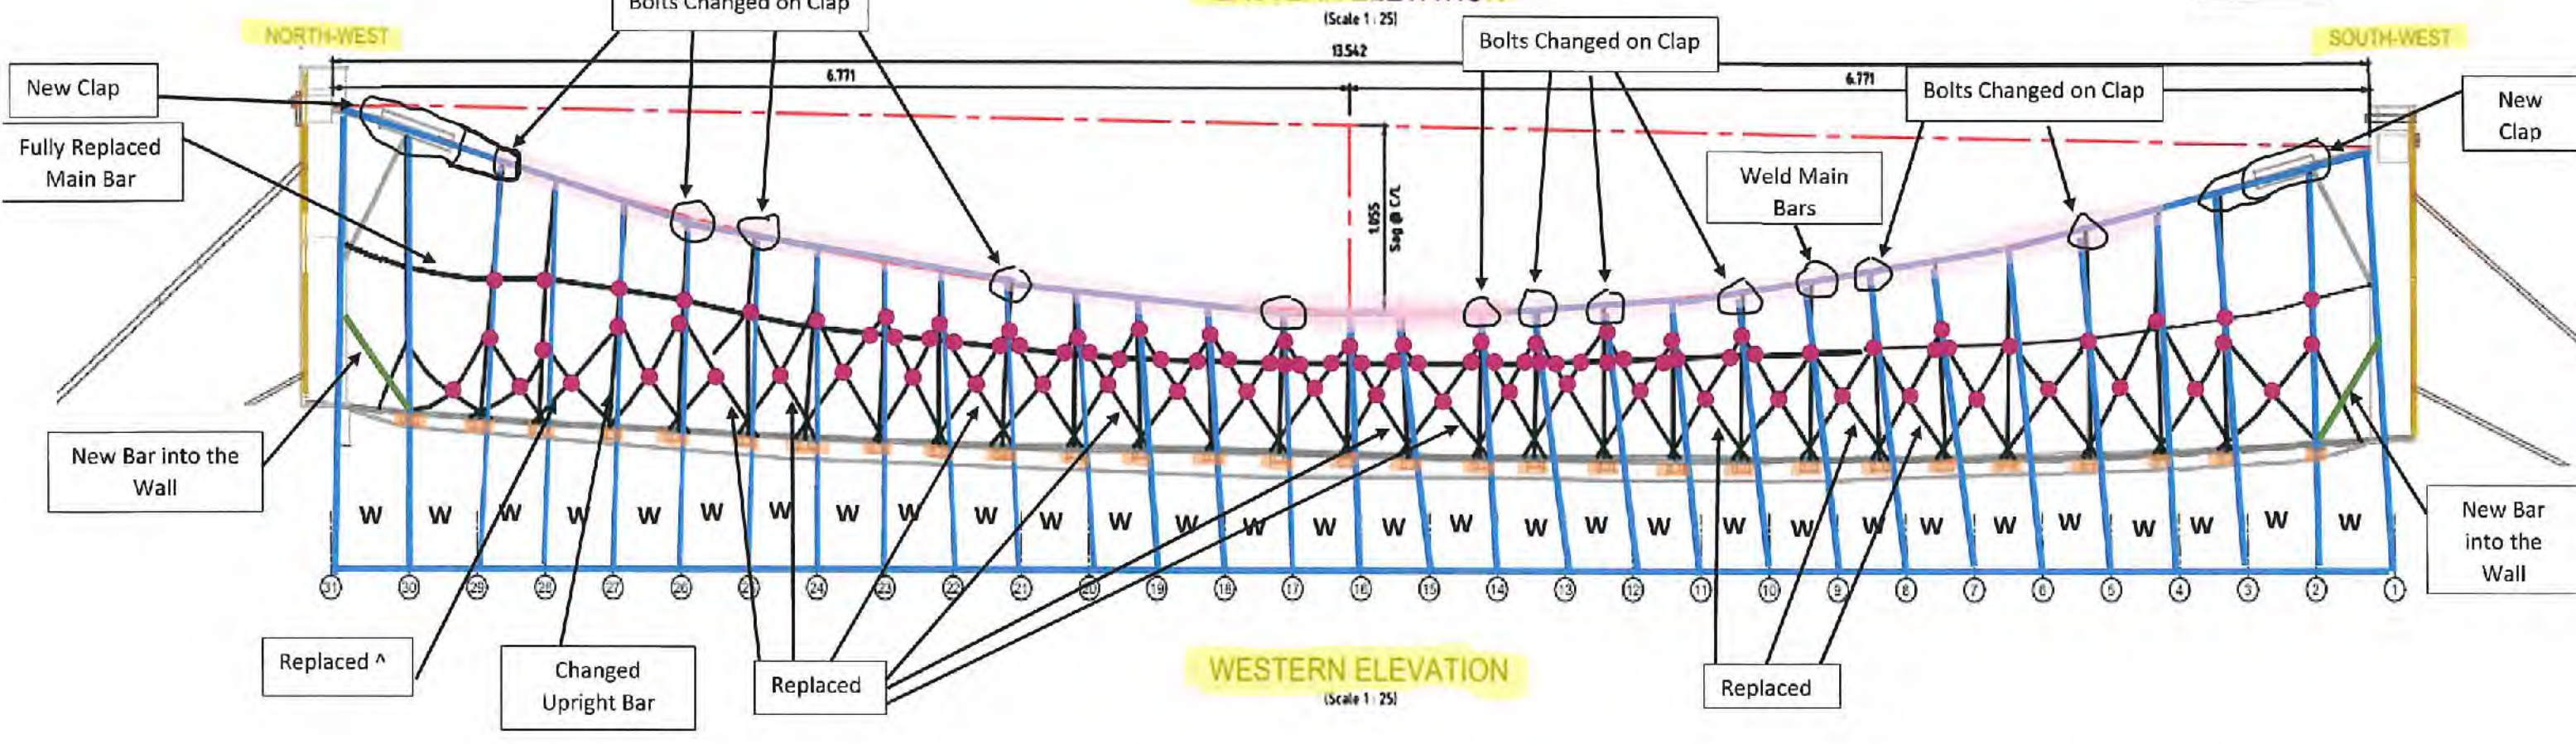 Bolts Changed on Clap
EASTERN ELEVATION
(Scale 1 : 25)
NORTH-WEST
SOUTH-WEST
13.542
6.771
6.771
New Clap
Bolts Changed on Clap
Bolts Changed on Clap
New
Clap
Fully Replaced
Main Bar
Weld Main
Bars
1.055
Sag @ C/L
New Bar into the
Wall
New Bar
into the
Wall
W W W W W W W W W W W W W W W W W W W W W W W W W W W W W W
31 30 29 28 27 26 25 24 23 22 21 20 19 18 17 16 15 14 13 12 11 10 9 8 7 6 5 4 3 2 1
Replaced ^
Changed
Upright Bar
Replaced
Replaced
WESTERN ELEVATION
(Scale 1 : 25)